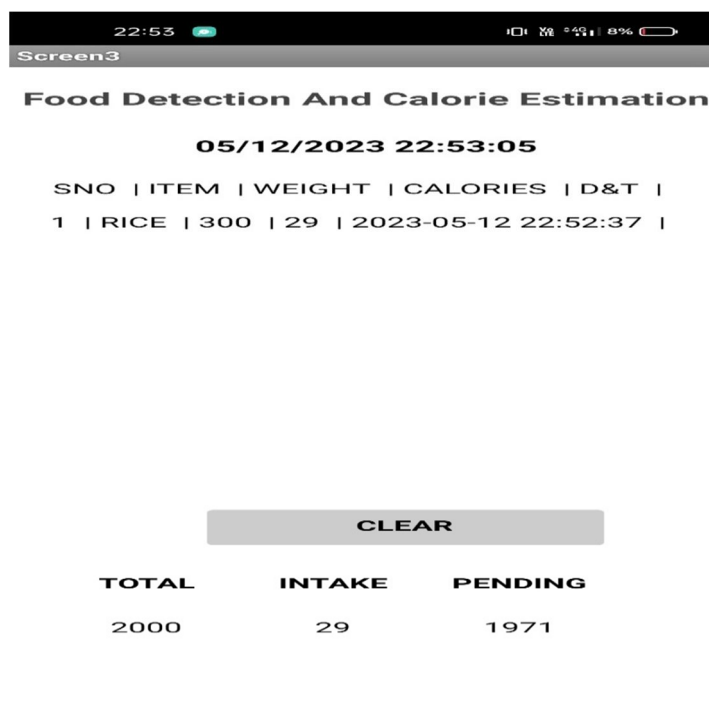 22:53 8%
Screen3
Food Detection And Calorie Estimation
05/12/2023 22:53:05
SNO | ITEM | WEIGHT | CALORIES | D&T |
1 | RICE | 300 | 29 | 2023-05-12 22:52:37 |
CLEAR
TOTAL INTAKE PENDING
2000 29 1971